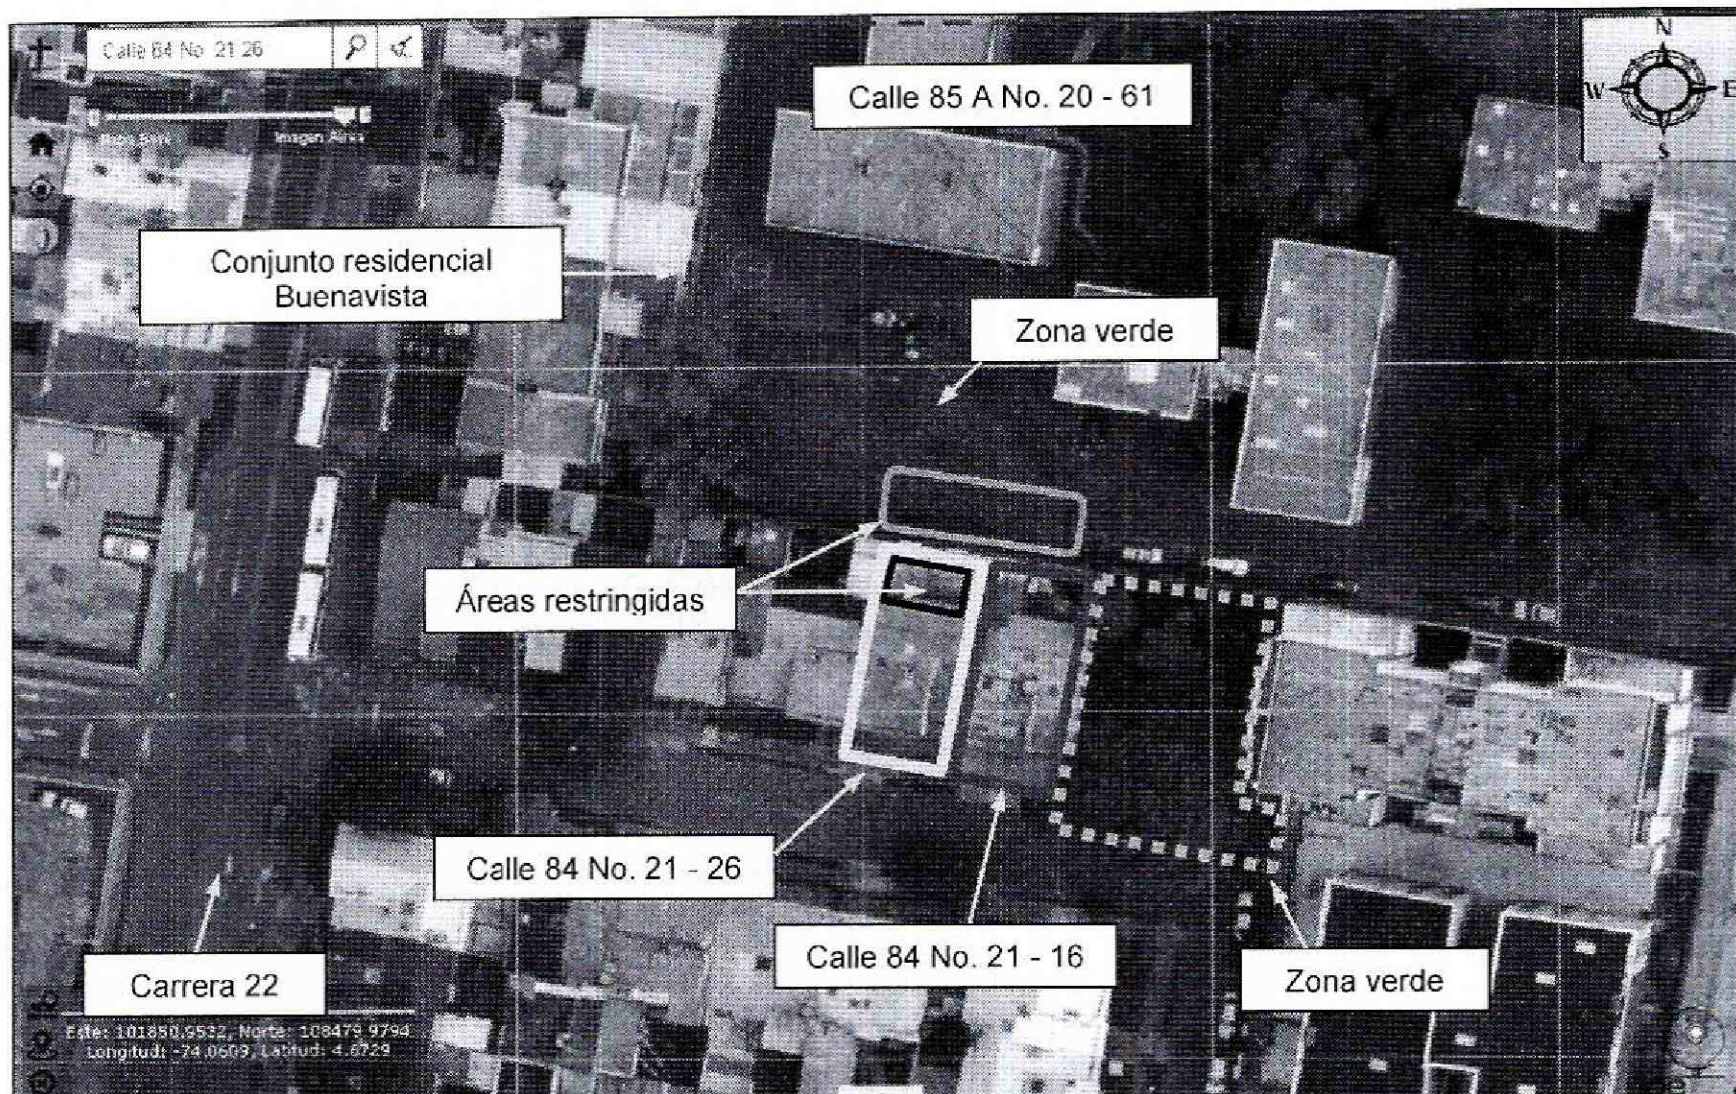 Calle 84 No. 21 26
N
W
E
S
Calle 85 A No. 20 - 61
Imagen Aérea
Conjunto residencial
Buenavista
Zona verde
Áreas restringidas
Calle 84 No. 21 - 26
Calle 84 No. 21 - 16
Carrera 22
Zona verde
Este: 101850.9532, Norte: 108479.9794
Longitud: -74.0609, Latitud: 4.6729